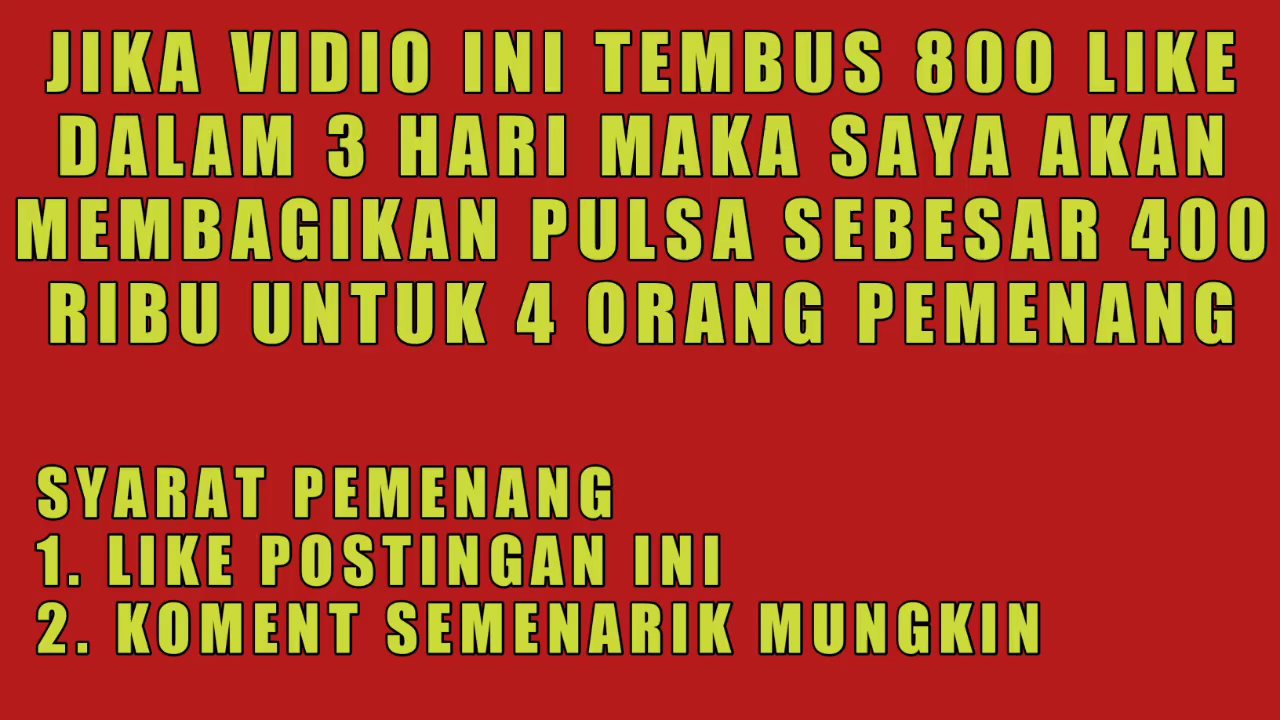 JIKA VIDIO INI TEMBUS 800 LIKE
DALAM 3 HARI MAKA SAYA AKAN
MEMBAGIKAN PULSA SEBESAR 400
RIBU UNTUK 4 ORANG PEMENANG
SYARAT PEMENANG
1. LIKE POSTINGAN INI
2. KOMENT SEMENARIK MUNGKIN